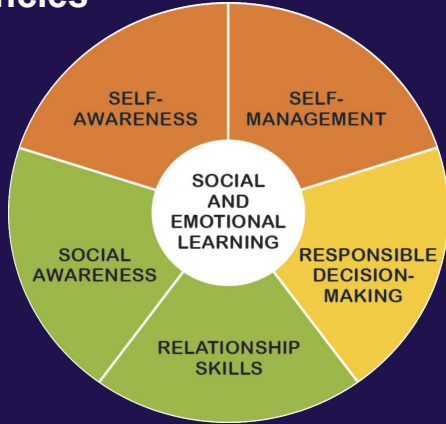 SELF-
AWARENESS
SELF-
MANAGEMENT
SOCIAL
AND
EMOTIONAL
LEARNING
SOCIAL
AWARENESS
RESPONSIBLE
DECISION-
MAKING
RELATIONSHIP
SKILLS